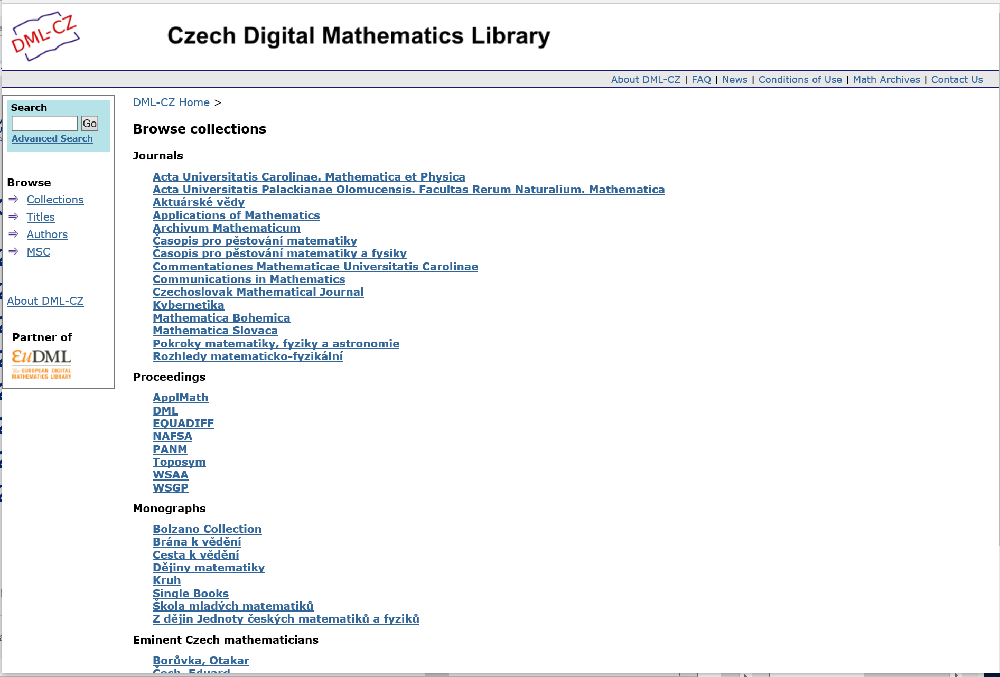 DML-CZ
Czech Digital Mathematics Library
About DML-CZ | FAQ | News | Conditions of Use | Math Archives | Contact Us
Search
Go
Advanced Search
Browse
⇒ Collections
⇒ Titles
⇒ Authors
⇒ MSC
About DML-CZ
Partner of
EuDML
The EUROPEAN DIGITAL
MATHEMATICS LIBRARY
DML-CZ Home >
Browse collections
Journals
Acta Universitatis Carolinae. Mathematica et Physica
Acta Universitatis Palackianae Olomucensis. Facultas Rerum Naturalium. Mathematica
Aktuárské vědy
Applications of Mathematics
Archivum Mathematicum
Časopis pro pěstování matematiky
Časopis pro pěstování matematiky a fysiky
Commentationes Mathematicae Universitatis Carolinae
Communications in Mathematics
Czechoslovak Mathematical Journal
Kybernetika
Mathematica Bohemica
Mathematica Slovaca
Pokroky matematiky, fyziky a astronomie
Rozhledy matematicko-fyzikální
Proceedings
ApplMath
DML
EQUADIFF
NAFSA
PANM
Toposym
WSAA
WSGP
Monographs
Bolzano Collection
Brána k vědění
Cesta k vědění
Dějiny matematiky
Kruh
Single Books
Škola mladých matematiků
Z dějin Jednoty českých matematiků a fyziků
Eminent Czech mathematicians
Borůvka, Otakar
Čech, Eduard